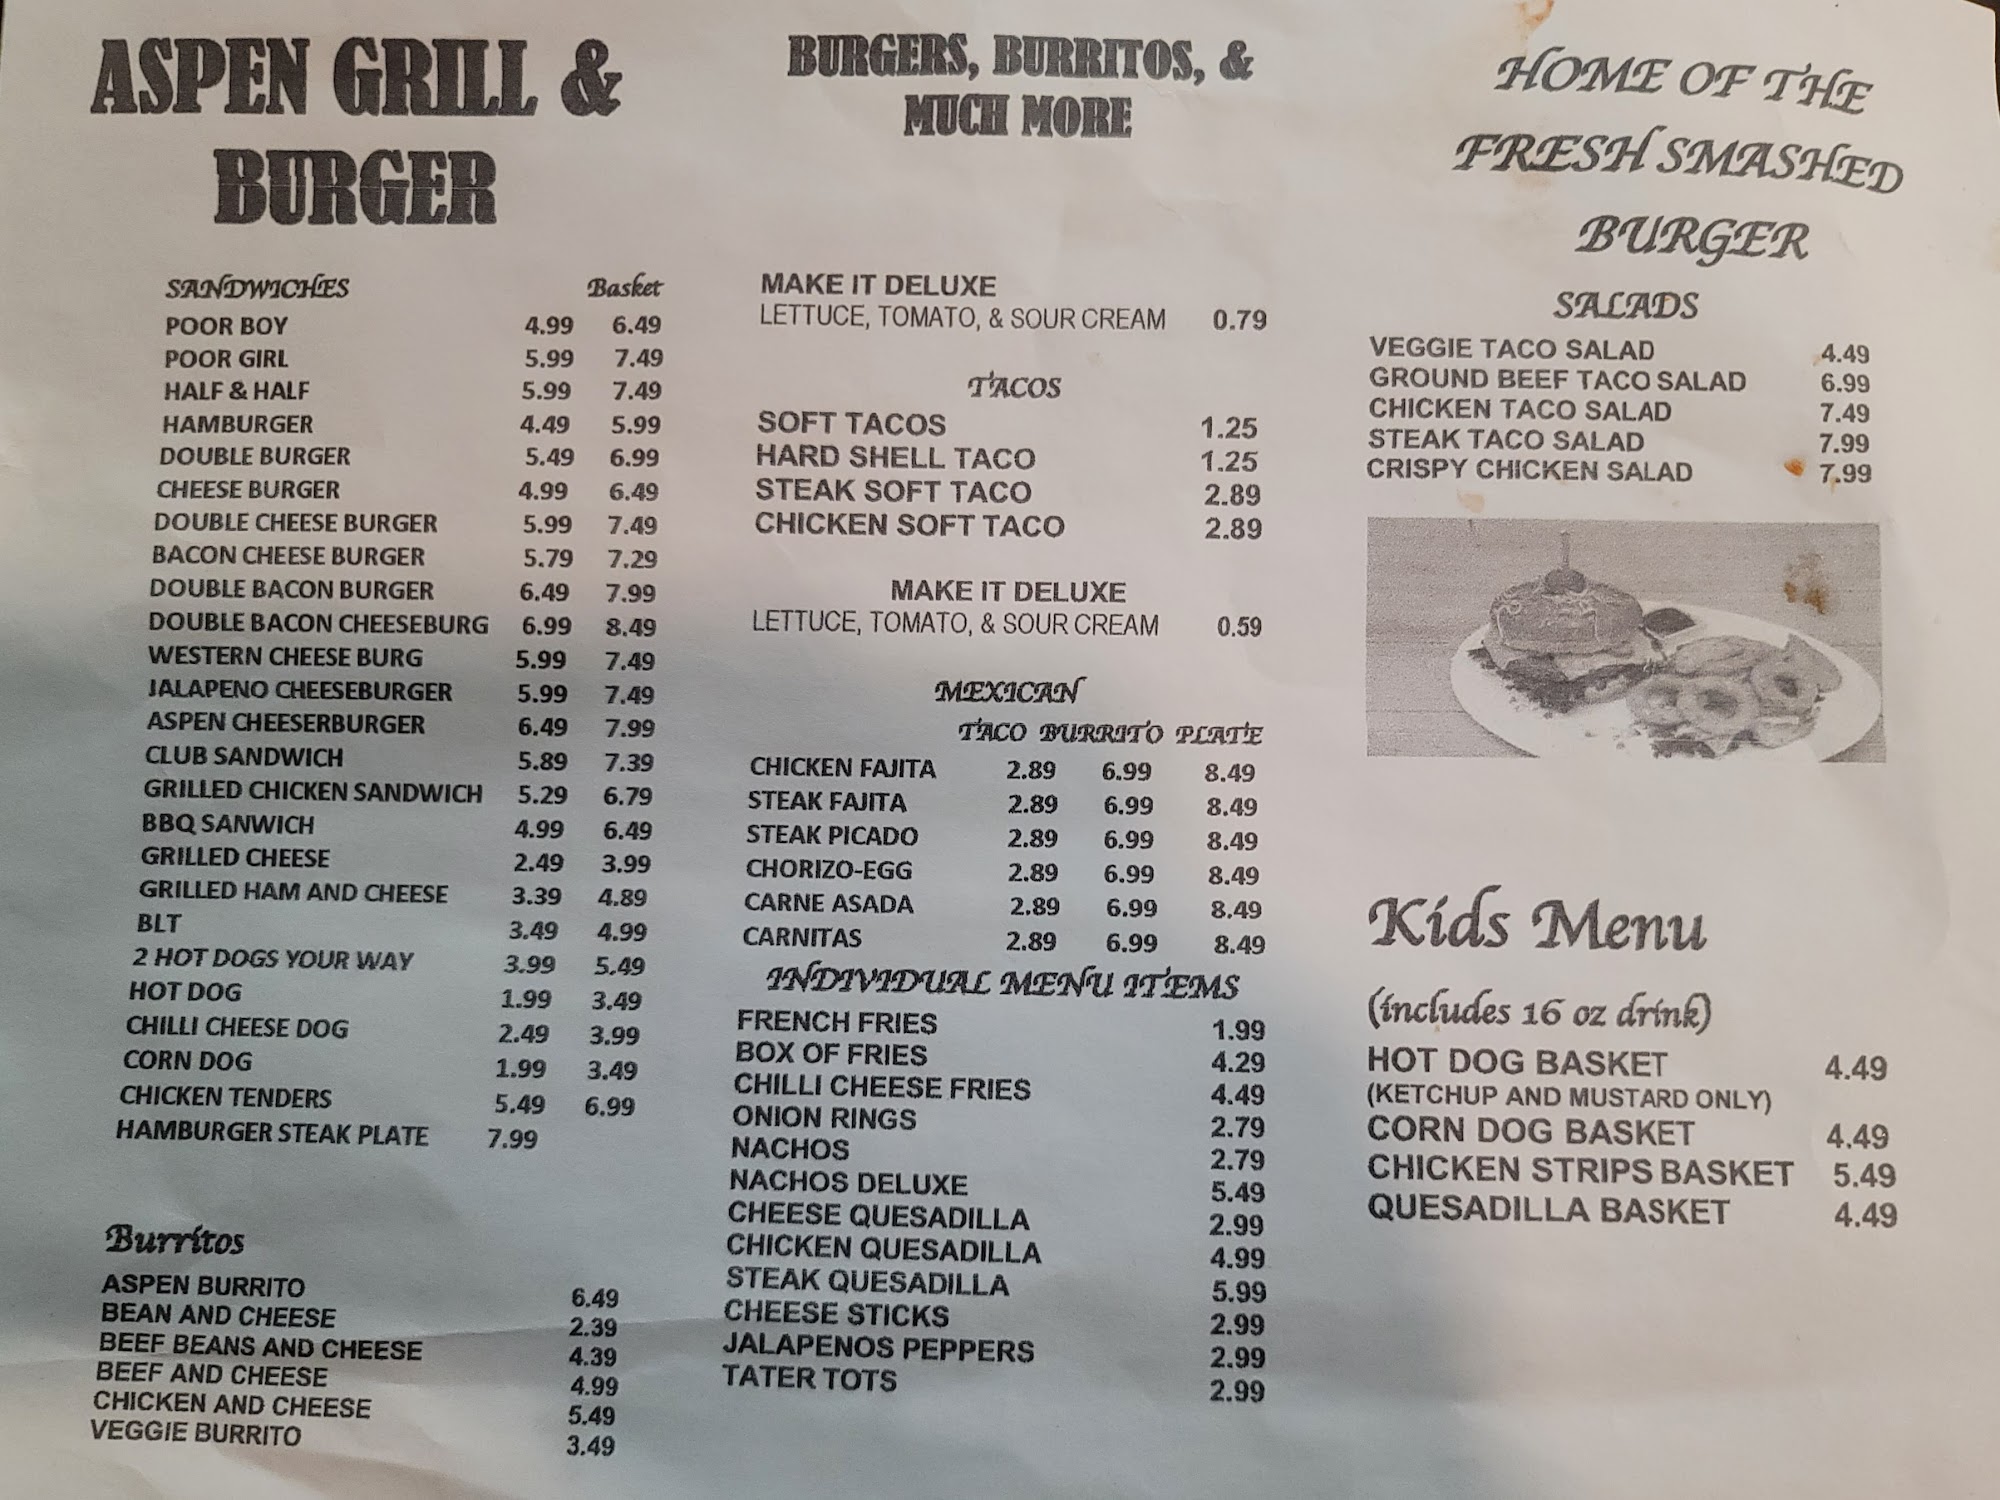 ASPEN GRILL &
BURGER
SANDWICHES Basket
POOR BOY 4.99 6.49
POOR GIRL 5.99 7.49
HALF & HALF 5.99 7.49
HAMBURGER 4.49 5.99
DOUBLE BURGER 5.49 6.99
CHEESE BURGER 4.99 6.49
DOUBLE CHEESE BURGER 5.99 7.49
BACON CHEESE BURGER 5.79 7.29
DOUBLE BACON BURGER 6.49 7.99
DOUBLE BACON CHEESEBURG 6.99 8.49
WESTERN CHEESE BURG 5.99 7.49
JALAPENO CHEESEBURGER 5.99 7.49
ASPEN CHEESERBURGER 6.49 7.99
CLUB SANDWICH 5.89 7.39
GRILLED CHICKEN SANDWICH 5.29 6.79
BBQ SANWICH 4.99 6.49
GRILLED CHEESE 2.49 3.99
GRILLED HAM AND CHEESE 3.39 4.89
BLT 3.49 4.99
2 HOT DOGS YOUR WAY 3.99 5.49
HOT DOG 1.99 3.49
CHILLI CHEESE DOG 2.49 3.99
CORN DOG 1.99 3.49
CHICKEN TENDERS 5.49 6.99
HAMBURGER STEAK PLATE 7.99
Burritos
ASPEN BURRITO 6.49
BEAN AND CHEESE 2.39
BEEF BEANS AND CHEESE 4.39
BEEF AND CHEESE 4.99
CHICKEN AND CHEESE 5.49
VEGGIE BURRITO 3.49
BURGERS, BURRITOS, &
MUCH MORE
MAKE IT DELUXE
LETTUCE, TOMATO, & SOUR CREAM 0.79
TACOS
SOFT TACOS 1.25
HARD SHELL TACO 1.25
STEAK SOFT TACO 2.89
CHICKEN SOFT TACO 2.89
MAKE IT DELUXE
LETTUCE, TOMATO, & SOUR CREAM 0.59
MEXICAN
TACO BURRITO PLATE
CHICKEN FAJITA 2.89 6.99 8.49
STEAK FAJITA 2.89 6.99 8.49
STEAK PICADO 2.89 6.99 8.49
CHORIZO-EGG 2.89 6.99 8.49
CARNE ASADA 2.89 6.99 8.49
CARNITAS 2.89 6.99 8.49
INDIVIDUAL MENU ITEMS
FRENCH FRIES 1.99
BOX OF FRIES 4.29
CHILLI CHEESE FRIES 4.49
ONION RINGS 2.79
NACHOS 2.79
NACHOS DELUXE 5.49
CHEESE QUESADILLA 2.99
CHICKEN QUESADILLA 4.99
STEAK QUESADILLA 5.99
CHEESE STICKS 2.99
JALAPENOS PEPPERS 2.99
TATER TOTS 2.99
HOME OF THE
FRESH SMASHED
BURGER
SALADS
VEGGIE TACO SALAD 4.49
GROUND BEEF TACO SALAD 6.99
CHICKEN TACO SALAD 7.49
STEAK TACO SALAD 7.99
CRISPY CHICKEN SALAD 7.99
Kids Menu
(includes 16 oz drink)
HOT DOG BASKET 4.49
(KETCHUP AND MUSTARD ONLY)
CORN DOG BASKET 4.49
CHICKEN STRIPS BASKET 5.49
QUESADILLA BASKET 4.49